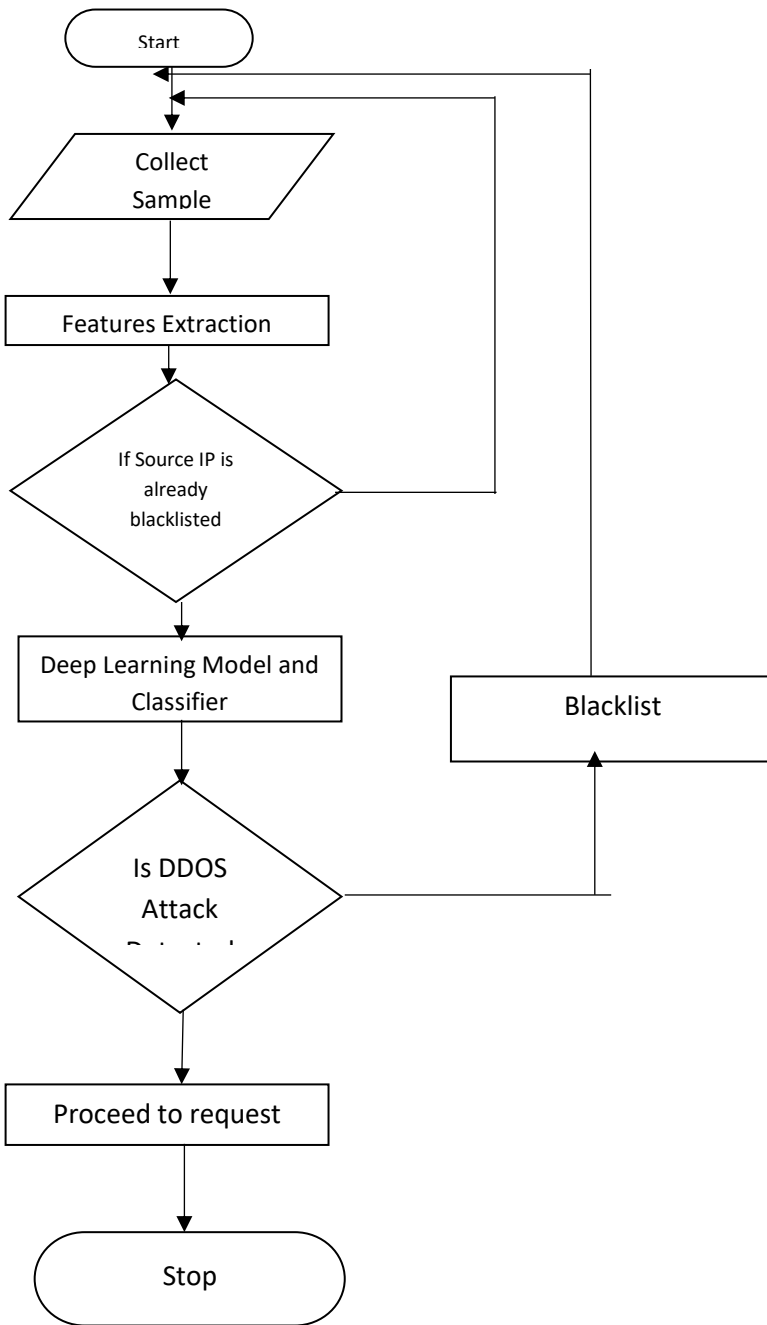 Start
Collect
Sample
Features Extraction
If Source IP is
already
blacklisted
Deep Learning Model and
Classifier
Blacklist
Is DDOS
Attack
Proceed to request
Stop